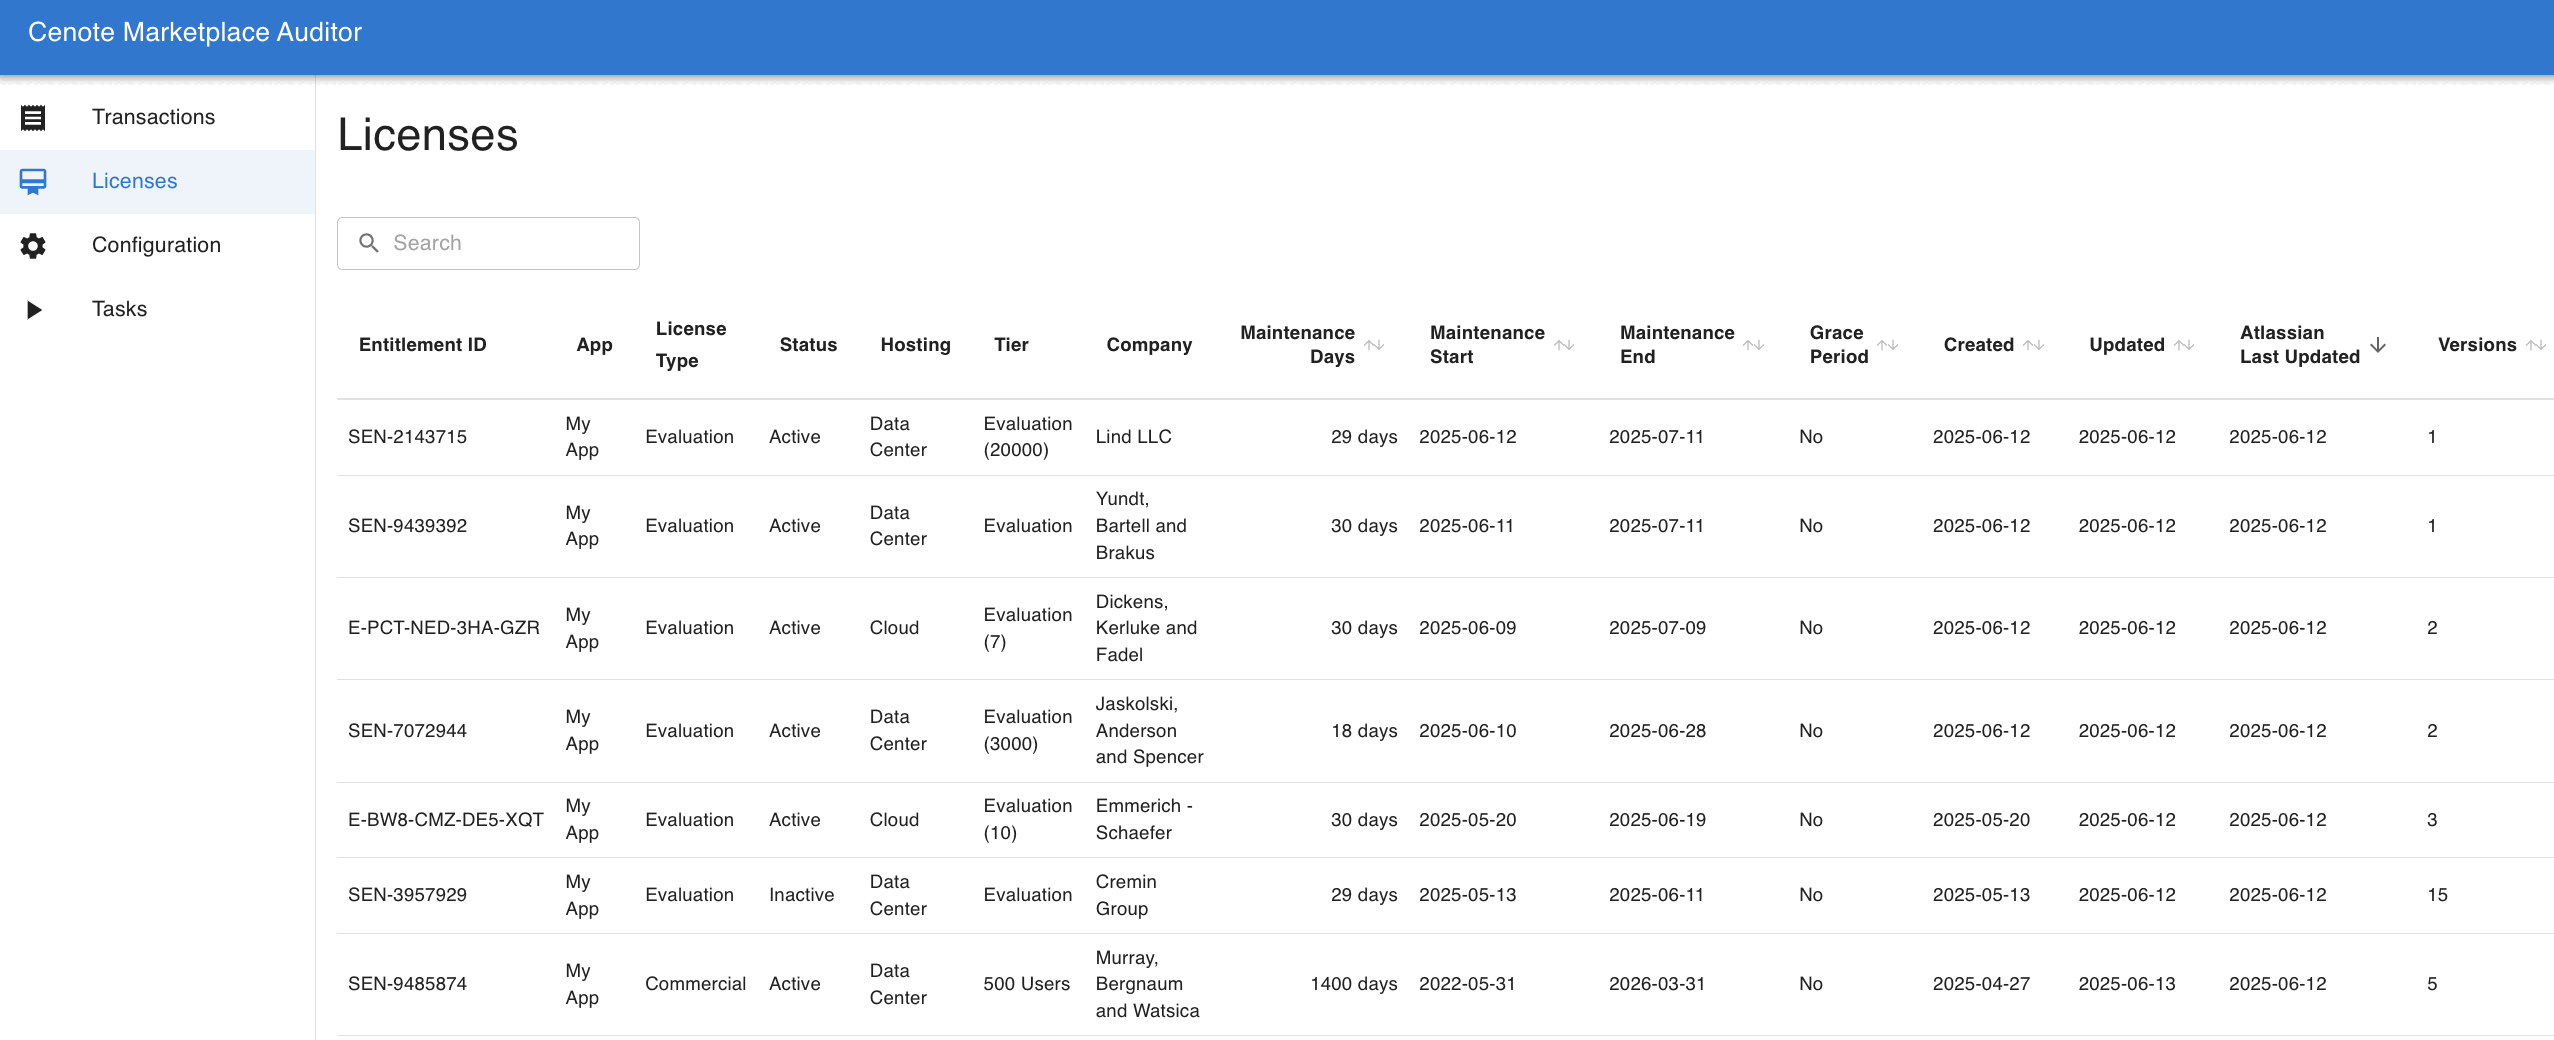 Cenote Marketplace Auditor
Transactions
Licenses
Configuration
Tasks
Licenses
Search
Entitlement ID App License Type Status Hosting Tier Company Maintenance Days Maintenance Start Maintenance End Grace Period Created Updated Atlassian Last Updated Versions
SEN-2143715 My App Evaluation Active Data Center Evaluation (20000) Lind LLC 29 days 2025-06-12 2025-07-11 No 2025-06-12 2025-06-12 2025-06-12 1
SEN-9439392 My App Evaluation Active Data Center Evaluation Yundt, Bartell and Brakus 30 days 2025-06-11 2025-07-11 No 2025-06-12 2025-06-12 2025-06-12 1
E-PCT-NED-3HA-GZR My App Evaluation Active Cloud Evaluation (7) Dickens, Kerluke and Fadel 30 days 2025-06-09 2025-07-09 No 2025-06-12 2025-06-12 2025-06-12 2
SEN-7072944 My App Evaluation Active Data Center Evaluation (3000) Jaskolski, Anderson and Spencer 18 days 2025-06-10 2025-06-28 No 2025-06-12 2025-06-12 2025-06-12 2
E-BW8-CMZ-DE5-XQT My App Evaluation Active Cloud Evaluation (10) Emmerich - Schaefer 30 days 2025-05-20 2025-06-19 No 2025-05-20 2025-06-12 2025-06-12 3
SEN-3957929 My App Evaluation Inactive Data Center Evaluation Cremin Group 29 days 2025-05-13 2025-06-11 No 2025-05-13 2025-06-12 2025-06-12 15
SEN-9485874 My App Commercial Active Data Center 500 Users Murray, Bergnaum and Watsica 1400 days 2022-05-31 2026-03-31 No 2025-04-27 2025-06-13 2025-06-12 5